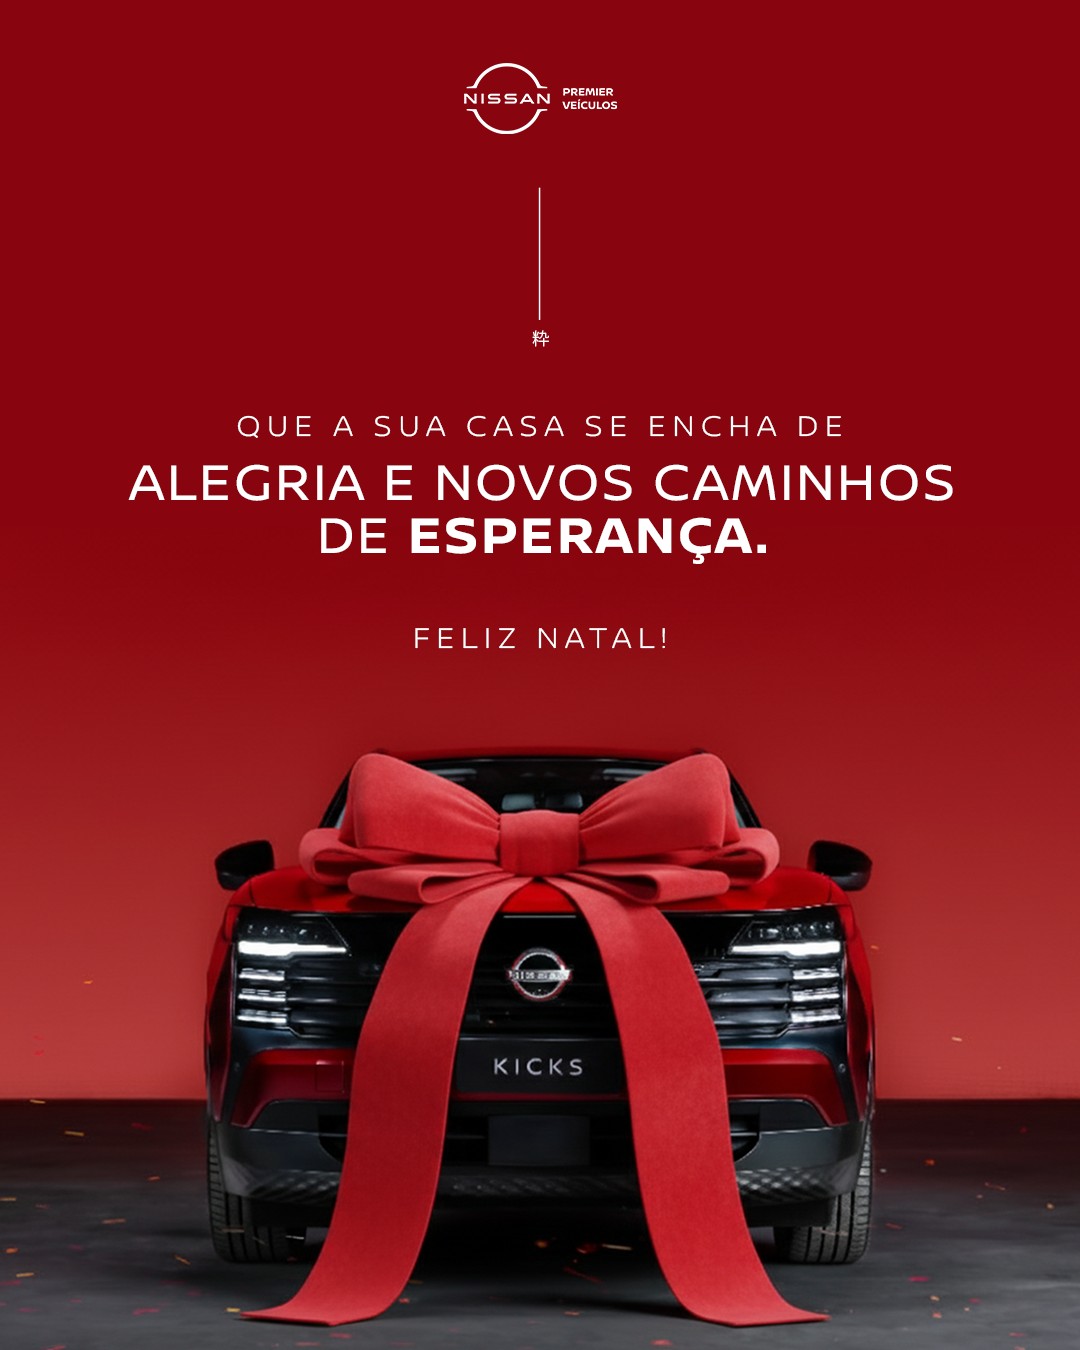 NISSAN
PREMIER
VEÍCULOS
粋
QUE A SUA CASA SE ENCHA DE
ALEGRIA E NOVOS CAMINHOS
DE ESPERANÇA.
FELIZ NATAL!
NISSAN
KICKS